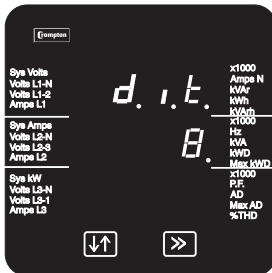 Crompton
Sys Volts
Volts L1-N
Volts L1-2
Amps L1
d. i.t.
x1000
Amps N
kVAr
kWh
kVArh
Sys Amps
Volts L2-N
Volts L2-3
Amps L2
8.
x1000
Hz
kVA
kWD
Max kWD
Sys kW
Volts L3-N
Volts L3-1
Amps L3
x1000
P.F.
AD
Max AD
%THD